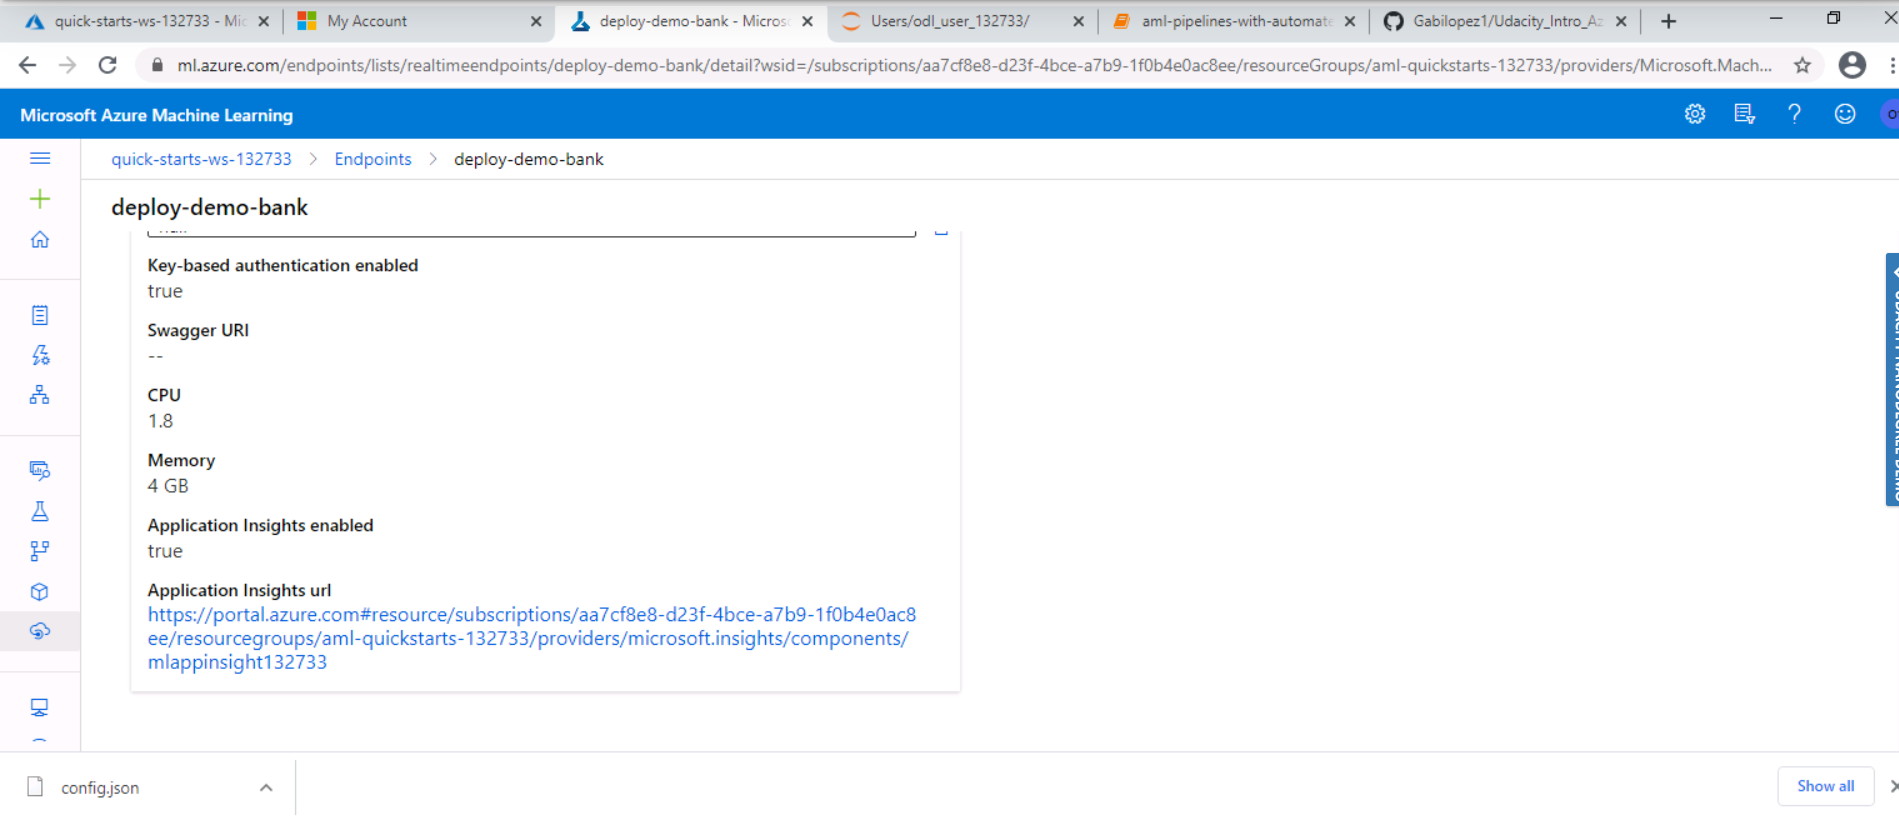 quick-starts-ws-132733 - Mic
My Account
deploy-demo-bank - Micros
Users/odl_user_132733/
aml-pipelines-with-automate
Gabilopez1/Udacity_Intro_Az
ml.azure.com/endpoints/lists/realtimeendpoints/deploy-demo-bank/detail?wsid=/subscriptions/aa7cf8e8-d23f-4bce-a7b9-1f0b4e0ac8ee/resourceGroups/aml-quickstarts-132733/providers/Microsoft.Mach...
Microsoft Azure Machine Learning
quick-starts-ws-132733 > Endpoints > deploy-demo-bank
deploy-demo-bank
Key-based authentication enabled
true
Swagger URI
--
CPU
1.8
Memory
4 GB
Application Insights enabled
true
Application Insights url
https://portal.azure.com#resource/subscriptions/aa7cf8e8-d23f-4bce-a7b9-1f0b4e0ac8
ee/resourcegroups/aml-quickstarts-132733/providers/microsoft.insights/components/
mlappinsight132733
config.json
Show all